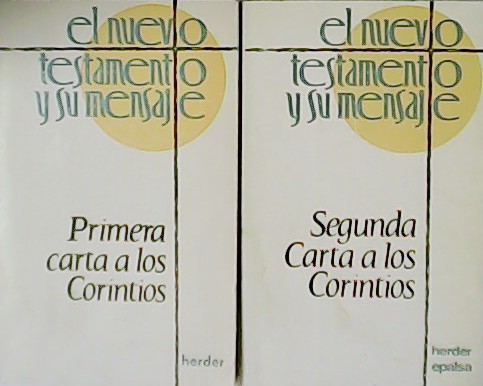 el nuevo
testamento
y su mensaje
Primera
carta a los
Corintios
herder
el nuevo
testamento
y su mensaje
Segunda
Carta a los
Corintios
herder
epalsa